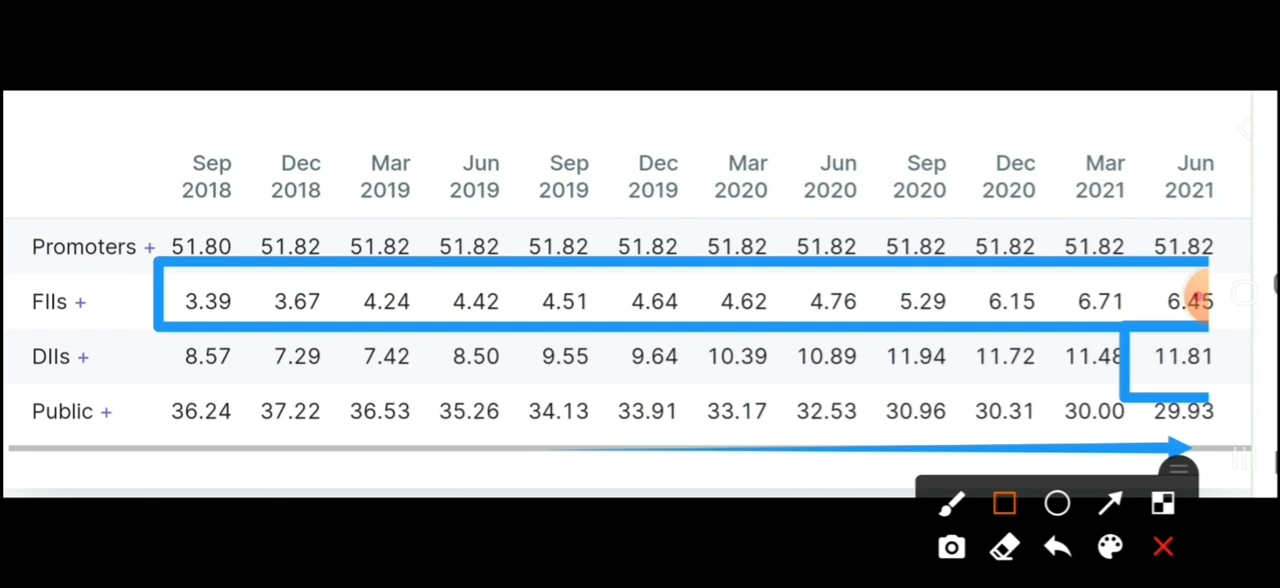 Sep Dec Mar Jun Sep Dec Mar Jun Sep Dec Mar Jun
2018 2018 2019 2019 2019 2019 2020 2020 2020 2020 2021 2021
Promoters + 51.80 51.82 51.82 51.82 51.82 51.82 51.82 51.82 51.82 51.82 51.82 51.82
FIIs + 3.39 3.67 4.24 4.42 4.51 4.64 4.62 4.76 5.29 6.15 6.71 6.45
DIIs + 8.57 7.29 7.42 8.50 9.55 9.64 10.39 10.89 11.94 11.72 11.48 11.81
Public + 36.24 37.22 36.53 35.26 34.13 33.91 33.17 32.53 30.96 30.31 30.00 29.93